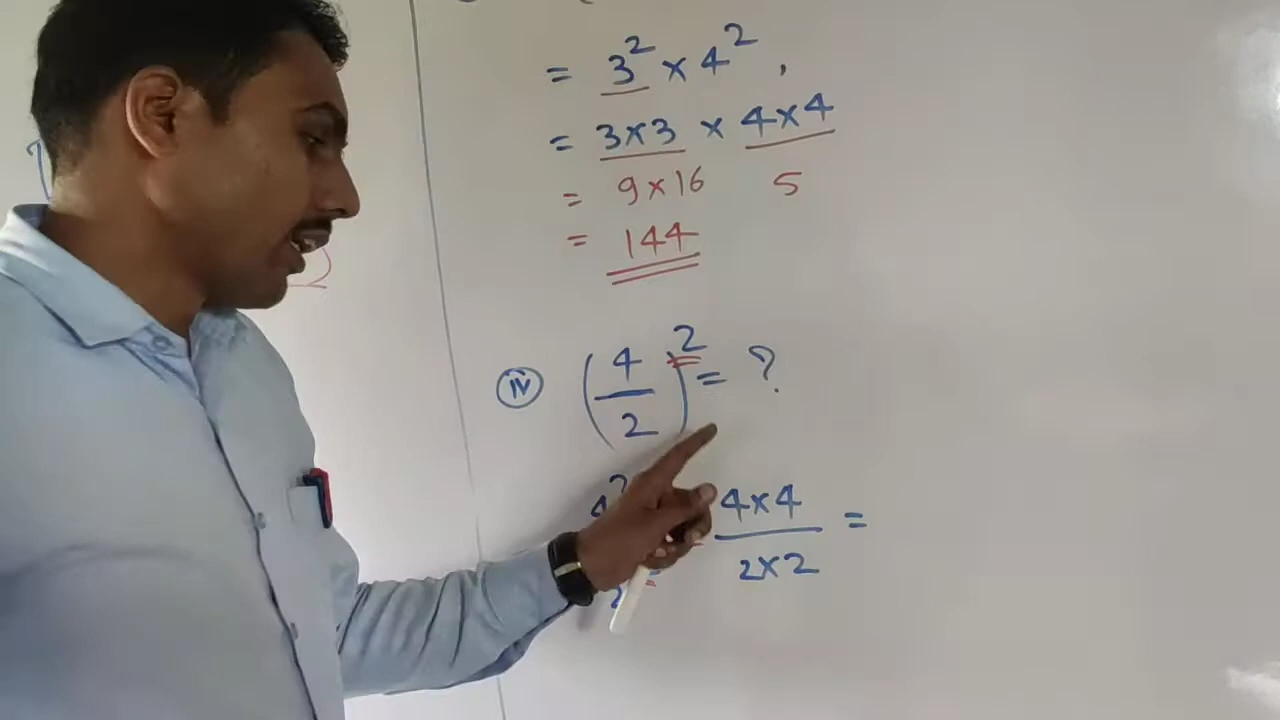 = 3² × 4² ,
= 3×3 × 4×4
= 9×16 5
= 144
(IV) (4/2)² = ?
4×4 =
2×2